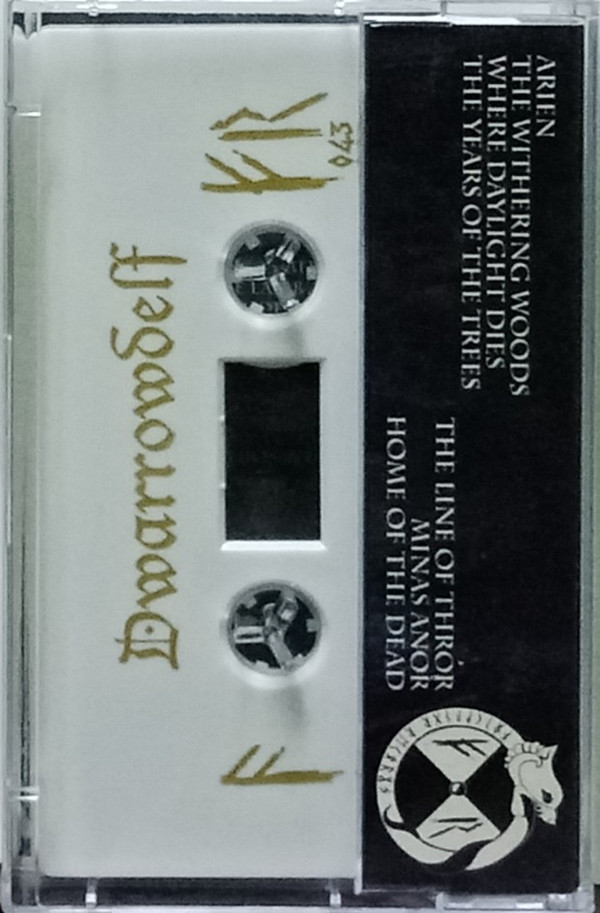 ARIEN
THE WITHERING WOODS
WHERE DAYLIGHT DIES
THE YEARS OF THE TREES
THE LINE OF THRÓR
MINAS ANOR
HOME OF THE DEAD
FR
043
Dwarrowdelf